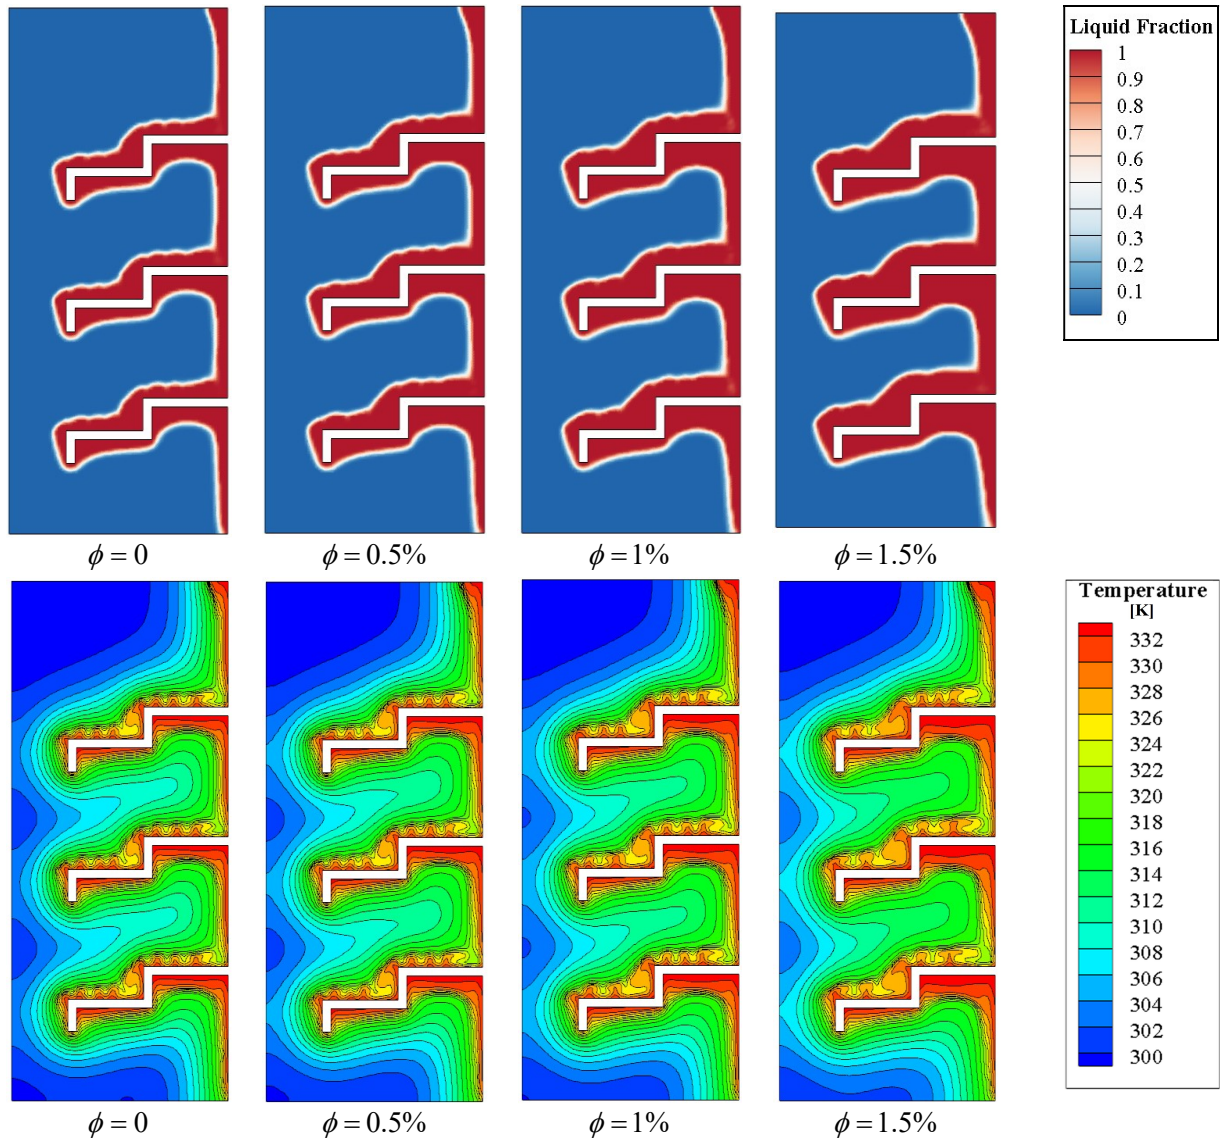 Liquid Fraction
1
0.9
0.8
0.7
0.6
0.5
0.4
0.3
0.2
0.1
0
ϕ = 0
ϕ = 0.5%
ϕ = 1%
ϕ = 1.5%
Temperature
[K]
332
330
328
326
324
322
320
318
316
314
312
310
308
306
304
302
300
ϕ = 0
ϕ = 0.5%
ϕ = 1%
ϕ = 1.5%